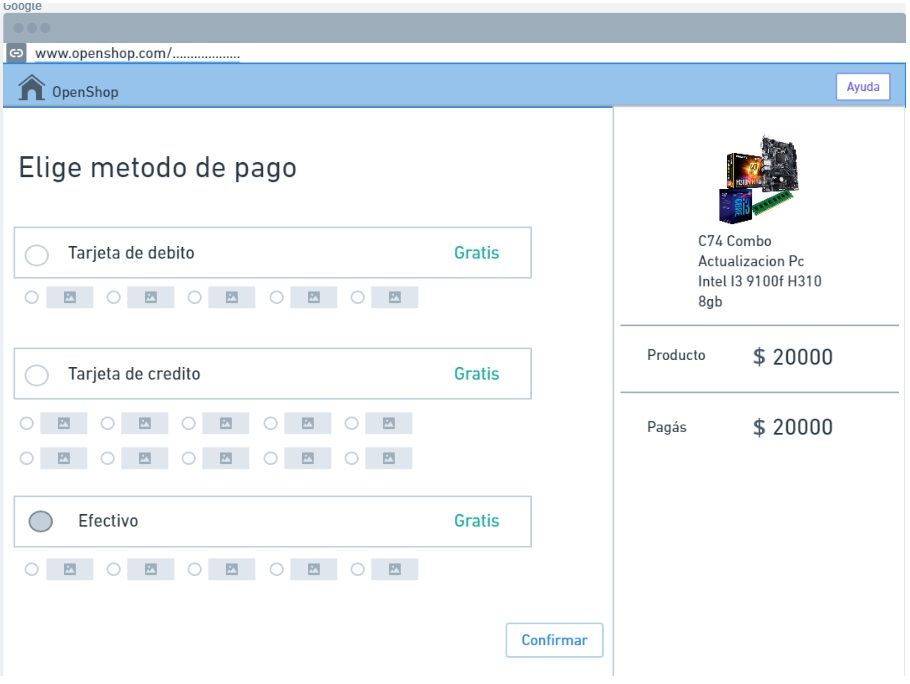 Google
www.openshop.com/...................
OpenShop
Ayuda
Elige metodo de pago
Tarjeta de debito
Gratis
Tarjeta de credito
Gratis
Efectivo
Gratis
Confirmar
C74 Combo
Actualizacion Pc
Intel I3 9100f H310
8gb
Producto
$ 20000
Pagás
$ 20000